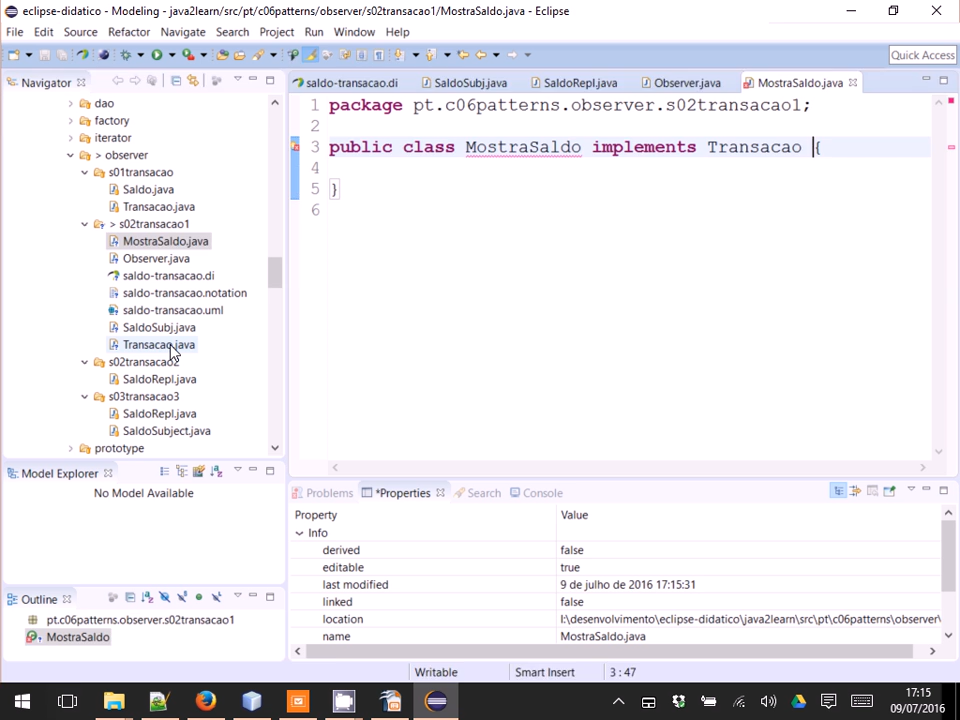 eclipse-didatico - Modeling - java2learn/src/pt/c06patterns/observer/s02transacao1/MostraSaldo.java - Eclipse
File Edit Source Refactor Navigate Search Project Run Window Help
Quick Access
Navigator
dao
factory
iterator
> observer
s01transacao
Saldo.java
Transacao.java
> s02transacao1
MostraSaldo.java
Observer.java
saldo-transacao.di
saldo-transacao.notation
saldo-transacao.uml
SaldoSubj.java
Transacao.java
s02transacao2
SaldoRepl.java
s03transacao3
SaldoRepl.java
SaldoSubject.java
prototype
saldo-transacao.di SaldoSubj.java SaldoRepl.java Observer.java MostraSaldo.java
1 package pt.c06patterns.observer.s02transacao1;
2
3 public class MostraSaldo implements Transacao {
4
5 }
6
Model Explorer
No Model Available
Outline
pt.c06patterns.observer.s02transacao1
MostraSaldo
Problems *Properties Search Console
Property Value
Info
derived false
editable true
last modified 9 de julho de 2016 17:15:31
linked false
location I:\desenvolvimento\eclipse-didatico\java2learn\src\pt\c06patterns\observer\
name MostraSaldo.java
Writable Smart Insert 3 : 47
17:15
09/07/2016